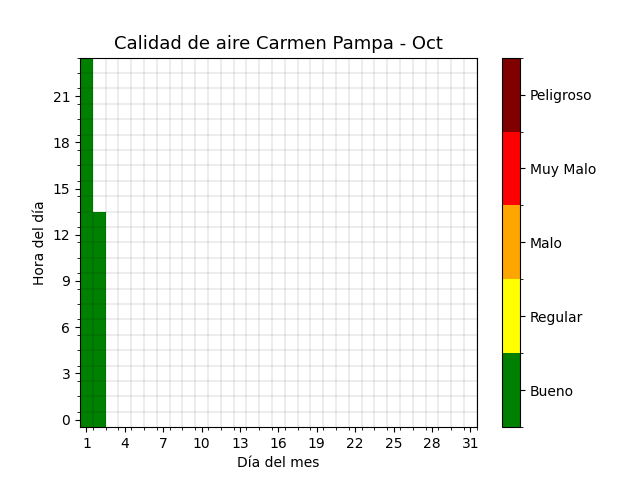 Calidad de aire Carmen Pampa - Oct
Hora del día
21
18
15
12
9
6
3
0
1 4 7 10 13 16 19 22 25 28 31
Día del mes
Peligroso
Muy Malo
Malo
Regular
Bueno